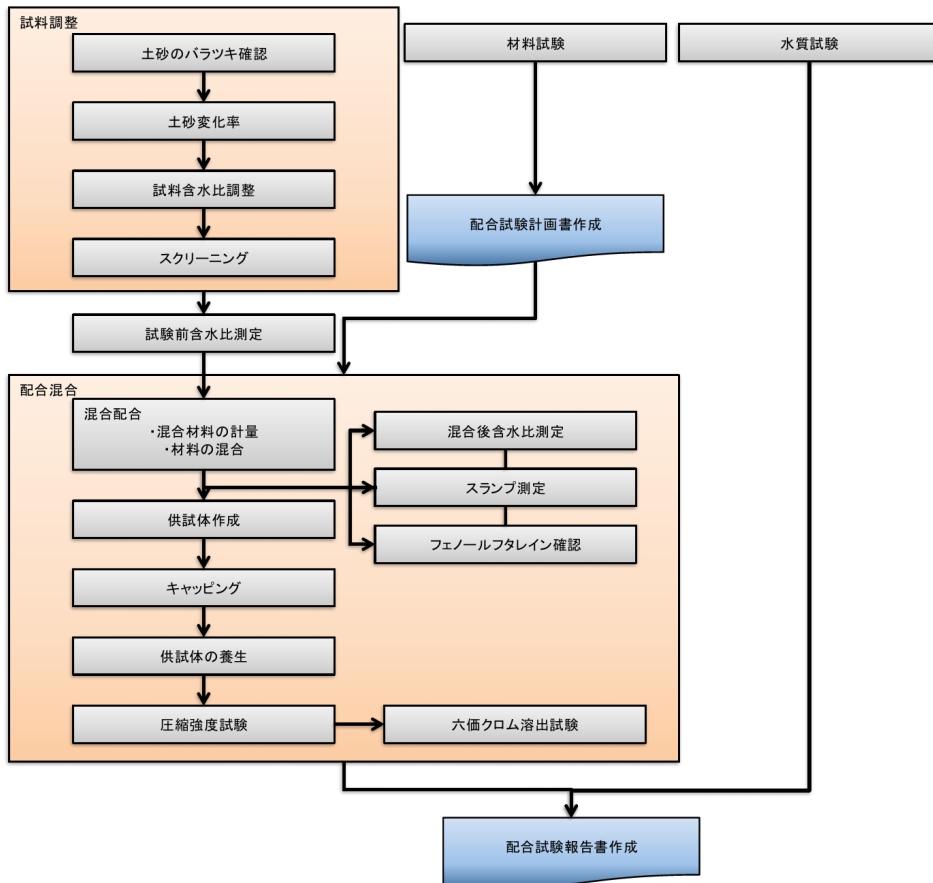 試料調整
土砂のバラツキ確認
土砂変化率
試料含水比調整
スクリーニング
材料試験
水質試験
配合試験計画書作成
試験前含水比測定
配合混合
混合配合
・混合材料の計量
・材料の混合
混合後含水比測定
スランプ測定
フェノールフタレイン確認
供試体作成
キャッピング
供試体の養生
圧縮強度試験
六価クロム溶出試験
配合試験報告書作成